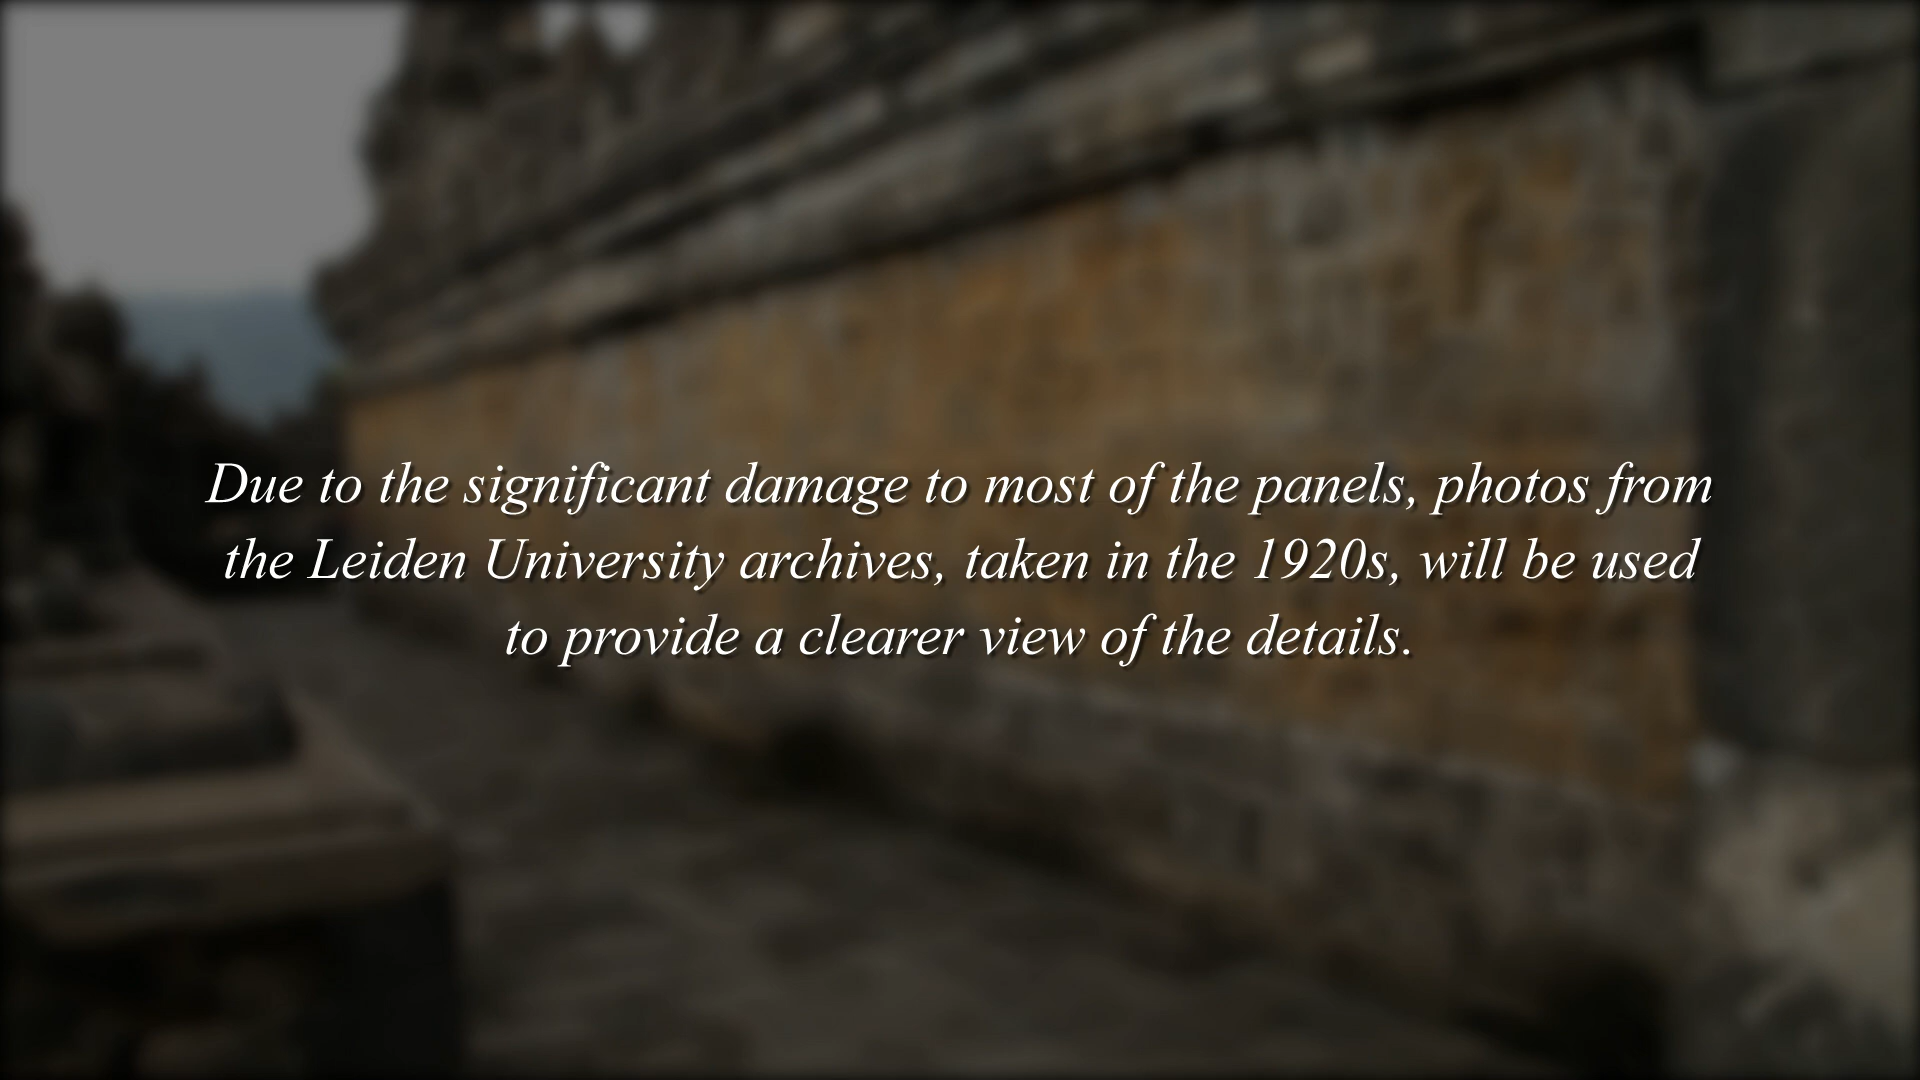 Due to the significant damage to most of the panels, photos from
the Leiden University archives, taken in the 1920s, will be used
to provide a clearer view of the details.